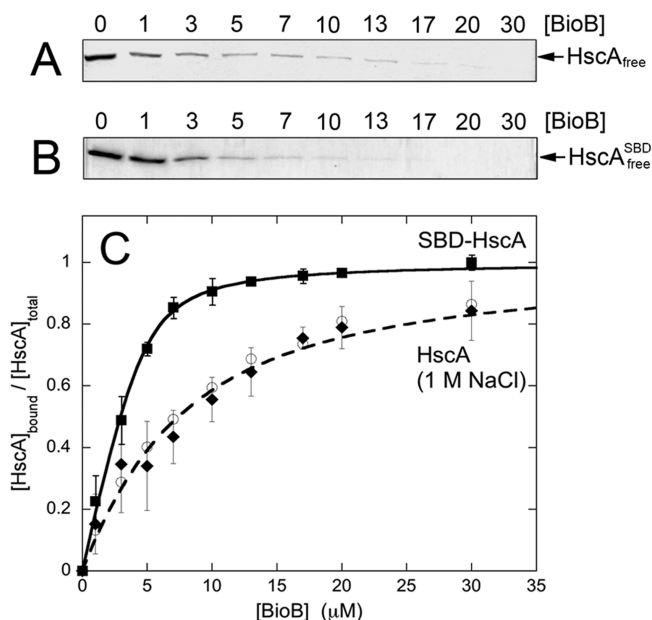 0 1 3 5 7 10 13 17 20 30 [BioB]
A HscA_free
0 1 3 5 7 10 13 17 20 30 [BioB]
B HscA^SBD_free
C
SBD-HscA
HscA
(1 M NaCl)
[HscA]_bound / [HscA]_total
1
0.8
0.6
0.4
0.2
0
0 5 10 15 20 25 30 35
[BioB] (μM)